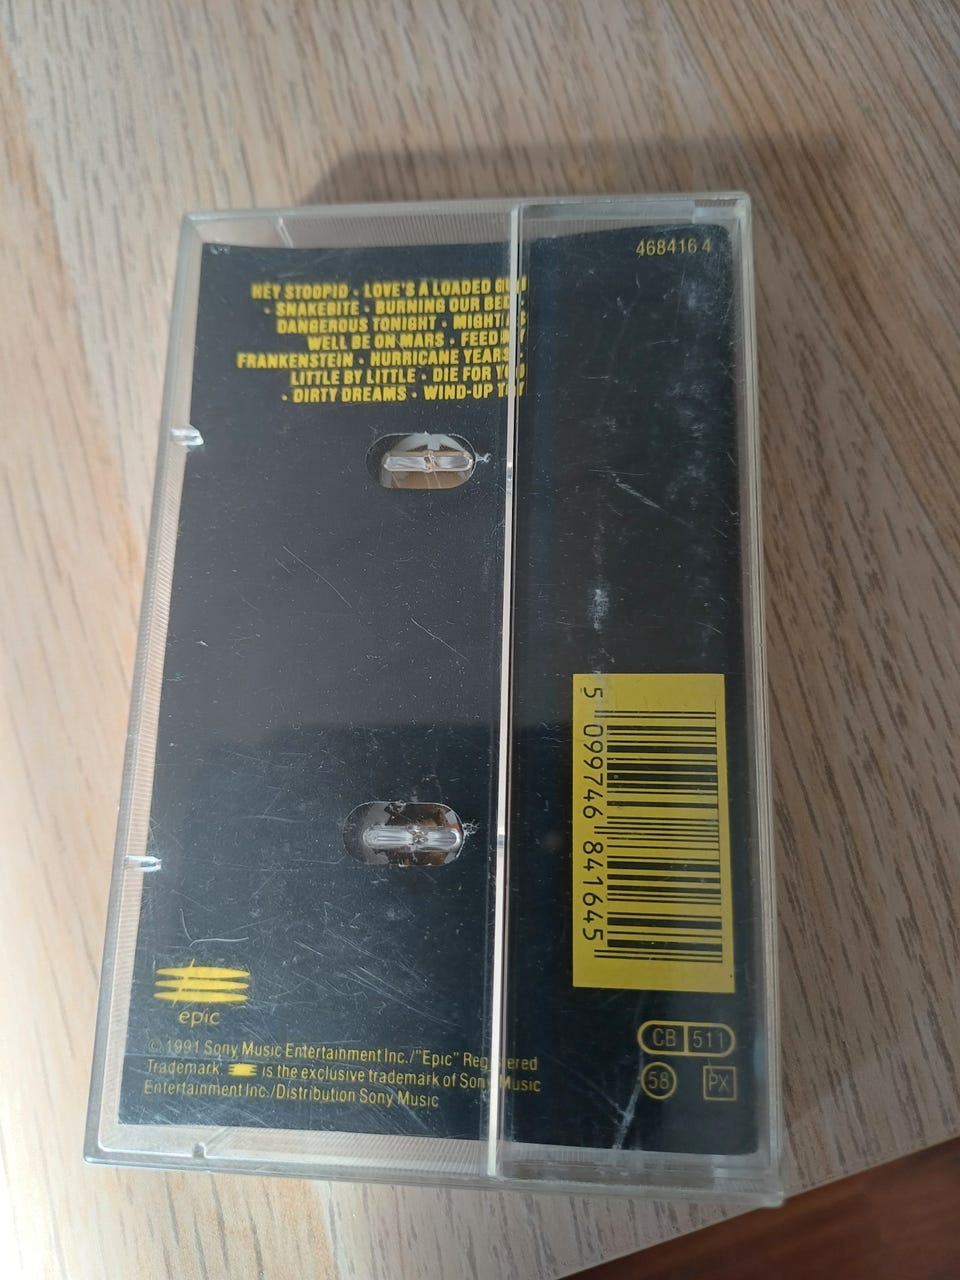 468416 4
HEY STOOPID · LOVE'S A LOADED GUN
· SNAKEBITE · BURNING OUR BED ·
DANGEROUS TONIGHT · MIGHT AS
WELL BE ON MARS · FEED MY
FRANKENSTEIN · HURRICANE YEARS ·
LITTLE BY LITTLE · DIE FOR YOU
· DIRTY DREAMS · WIND-UP TOY
5 099746 841645
epic
© 1991 Sony Music Entertainment Inc./"Epic" Registered
Trademark. is the exclusive trademark of Sony Music
Entertainment Inc./Distribution Sony Music
CB 511
58 PX